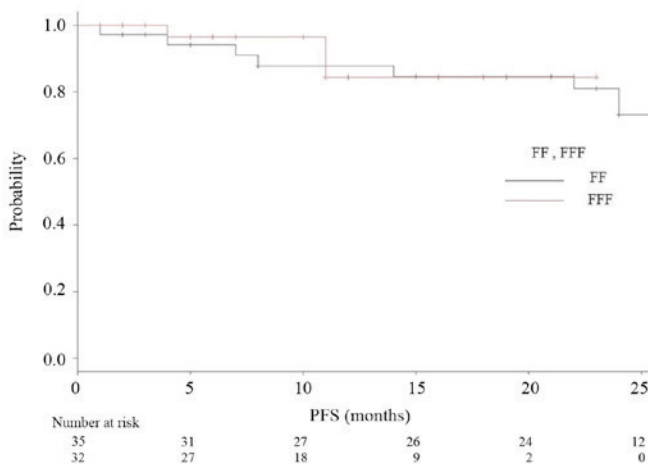 1.0
0.8
0.6
0.4
0.2
0.0
Probability
FF , FFF
FF
FFF
0 5 10 15 20 25
PFS (months)
Number at risk
35 31 27 26 24 12
32 27 18 9 2 0